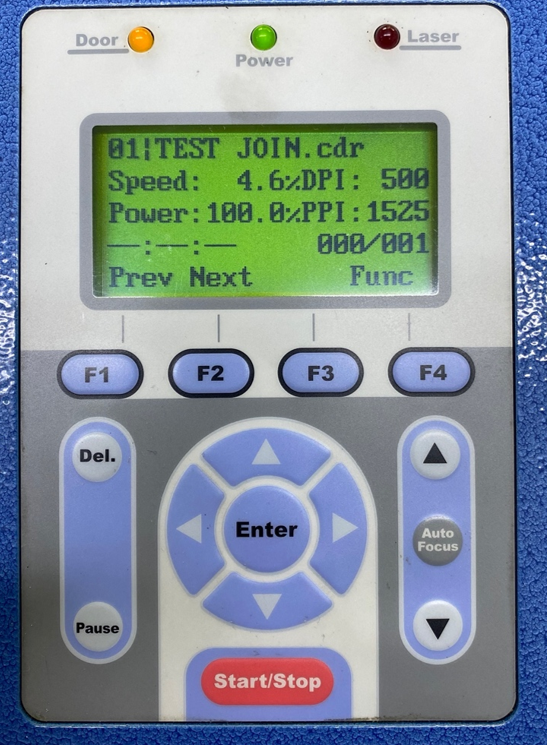 Door
Power
Laser
01|TEST JOIN.cdr
Speed: 4.6%DPI: 500
Power:100.0%PPI:1525
--:--:-- 000/001
Prev Next Func
F1 F2 F3 F4
Del.
Enter
Auto
Focus
Pause
Start/Stop